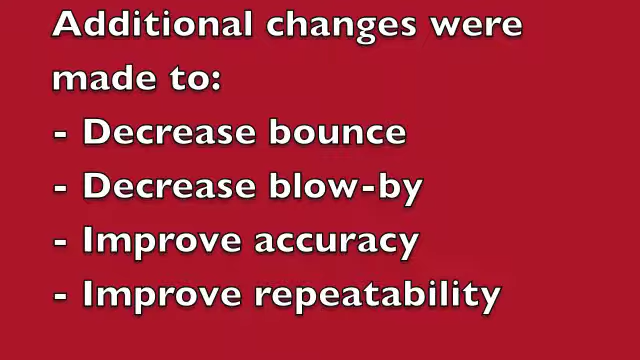 Additional changes were
made to:
- Decrease bounce
- Decrease blow-by
- Improve accuracy
- Improve repeatability